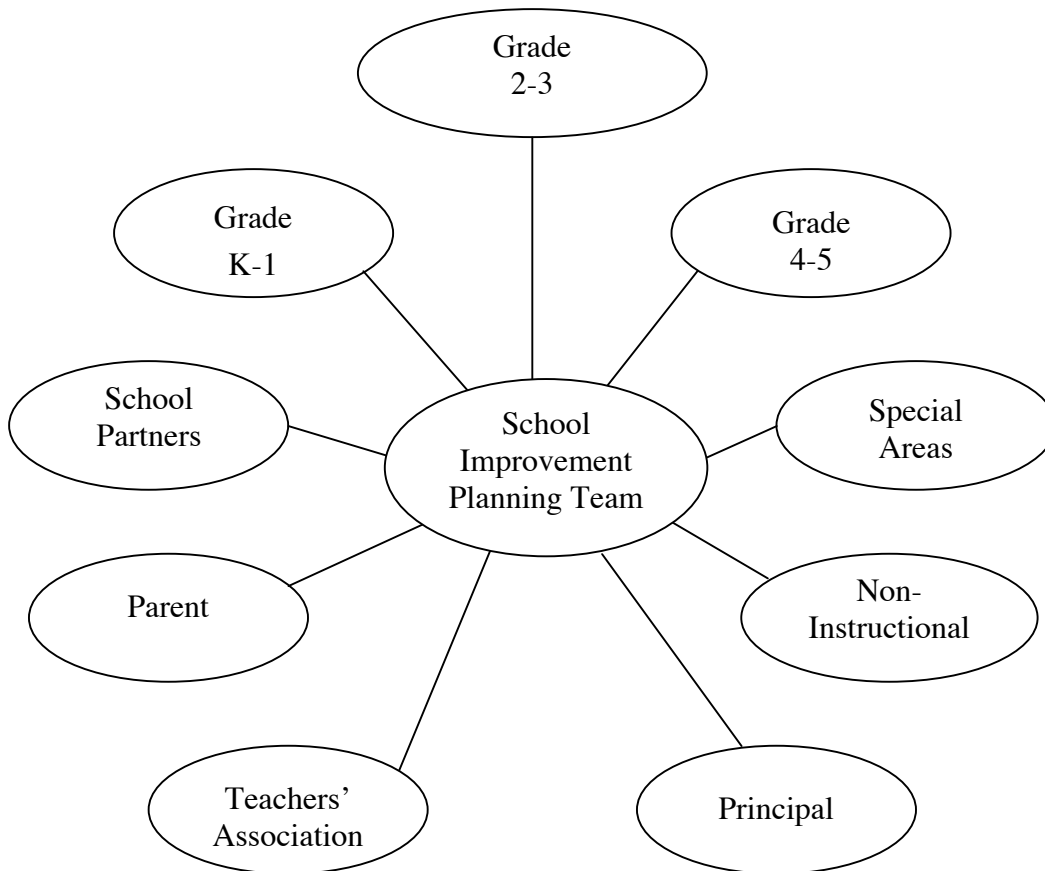 Grade
2-3
Grade
K-1
Grade
4-5
School
Partners
School
Improvement
Planning Team
Special
Areas
Parent
Non-
Instructional
Teachers’
Association
Principal